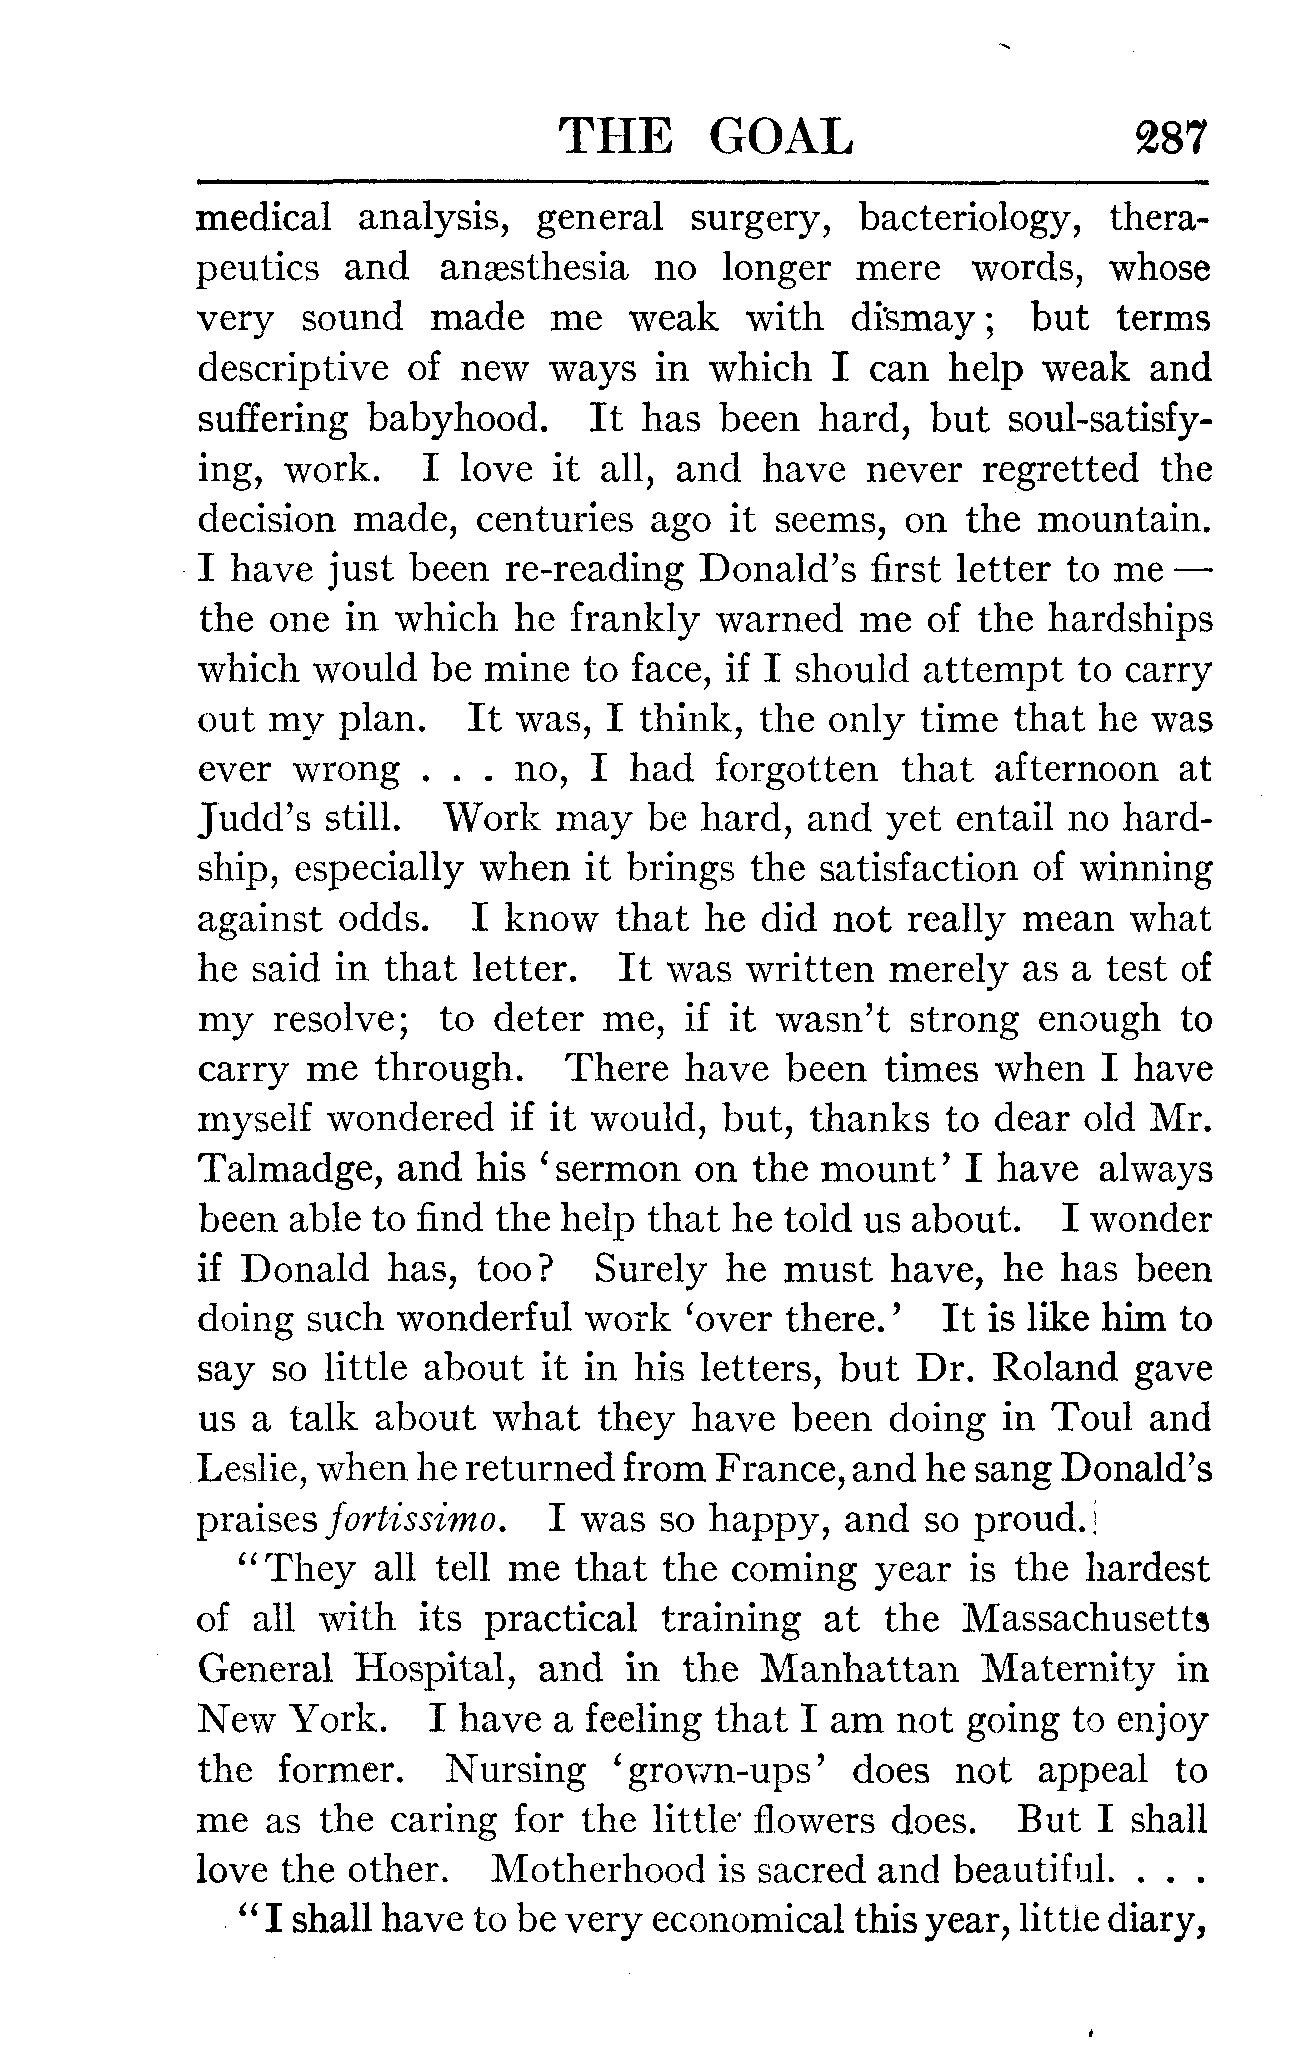 THE GOAL 287
medical analysis, general surgery, bacteriology, thera-
peutics and anæsthesia no longer mere words, whose
very sound made me weak with dismay; but terms
descriptive of new ways in which I can help weak and
suffering babyhood. It has been hard, but soul-satisfy-
ing, work. I love it all, and have never regretted the
decision made, centuries ago it seems, on the mountain.
I have just been re-reading Donald's first letter to me —
the one in which he frankly warned me of the hardships
which would be mine to face, if I should attempt to carry
out my plan. It was, I think, the only time that he was
ever wrong . . . no, I had forgotten that afternoon at
Judd's still. Work may be hard, and yet entail no hard-
ship, especially when it brings the satisfaction of winning
against odds. I know that he did not really mean what
he said in that letter. It was written merely as a test of
my resolve; to deter me, if it wasn't strong enough to
carry me through. There have been times when I have
myself wondered if it would, but, thanks to dear old Mr.
Talmadge, and his 'sermon on the mount' I have always
been able to find the help that he told us about. I wonder
if Donald has, too? Surely he must have, he has been
doing such wonderful work 'over there.' It is like him to
say so little about it in his letters, but Dr. Roland gave
us a talk about what they have been doing in Toul and
Leslie, when he returned from France, and he sang Donald's
praises fortissimo. I was so happy, and so proud.
"They all tell me that the coming year is the hardest
of all with its practical training at the Massachusetts
General Hospital, and in the Manhattan Maternity in
New York. I have a feeling that I am not going to enjoy
the former. Nursing 'grown-ups' does not appeal to
me as the caring for the little flowers does. But I shall
love the other. Motherhood is sacred and beautiful. . . .
"I shall have to be very economical this year, little diary,